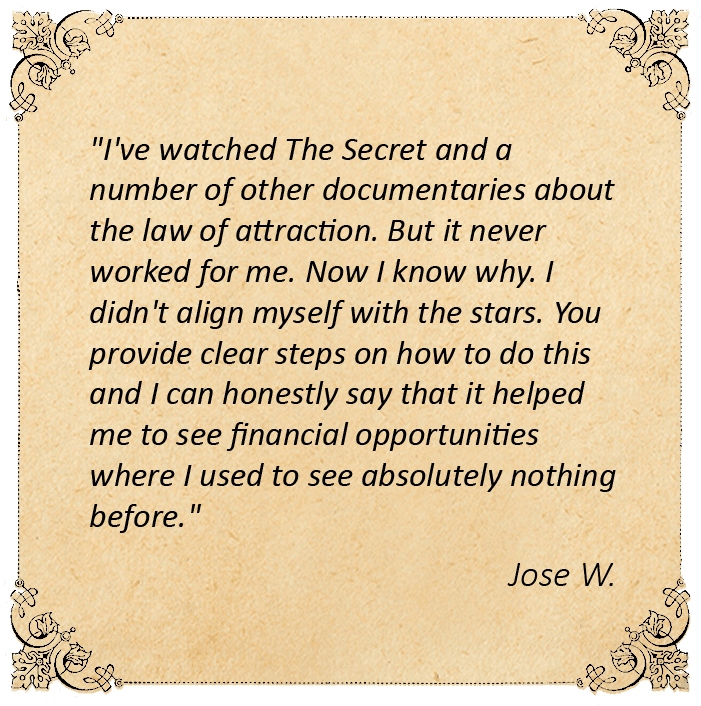 "I've watched The Secret and a
number of other documentaries about
the law of attraction. But it never
worked for me. Now I know why. I
didn't align myself with the stars. You
provide clear steps on how to do this
and I can honestly say that it helped
me to see financial opportunities
where I used to see absolutely nothing
before."
Jose W.